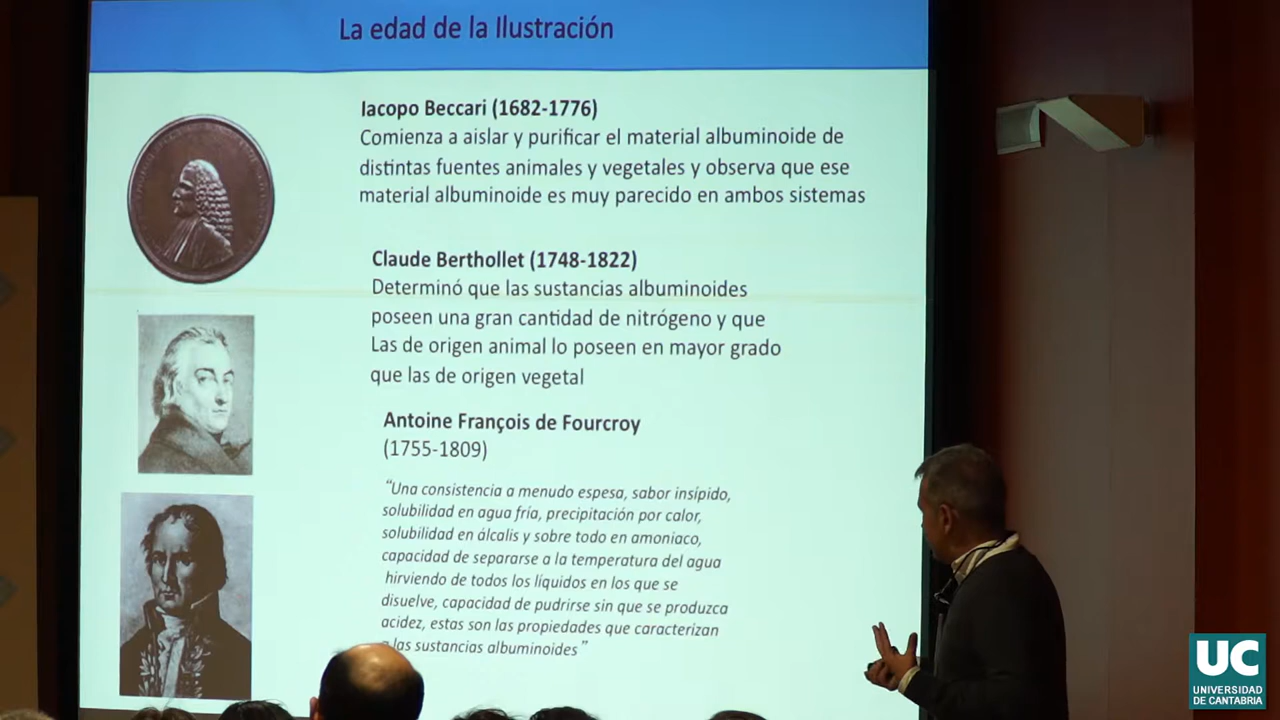 La edad de la Ilustración
Iacopo Beccari (1682-1776)
Comienza a aislar y purificar el material albuminoide de
distintas fuentes animales y vegetales y observa que ese
material albuminoide es muy parecido en ambos sistemas
Claude Berthollet (1748-1822)
Determinó que las sustancias albuminoides
poseen una gran cantidad de nitrógeno y que
Las de origen animal lo poseen en mayor grado
que las de origen vegetal
Antoine François de Fourcroy
(1755-1809)
“Una consistencia a menudo espesa, sabor insípido,
solubilidad en agua fría, precipitación por calor,
solubilidad en álcalis y sobre todo en amoniaco,
capacidad de separarse a la temperatura del agua
hirviendo de todos los líquidos en los que se
disuelve, capacidad de pudrirse sin que se produzca
acidez, estas son las propiedades que caracterizan
a las sustancias albuminoides”
UC
UNIVERSIDAD
DE CANTABRIA